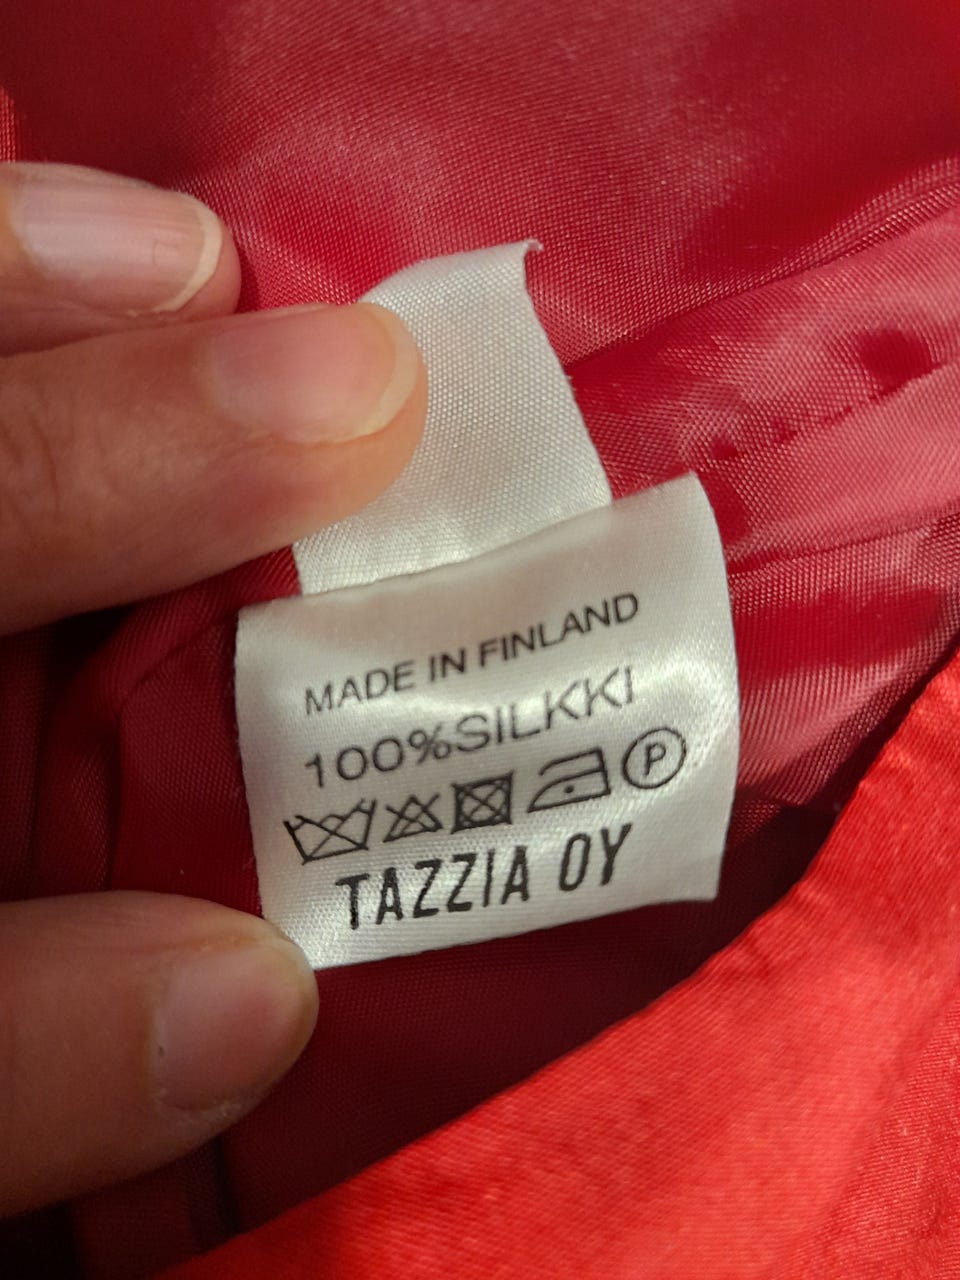 MADE IN FINLAND
100%SILKKI
P
TAZZIA OY